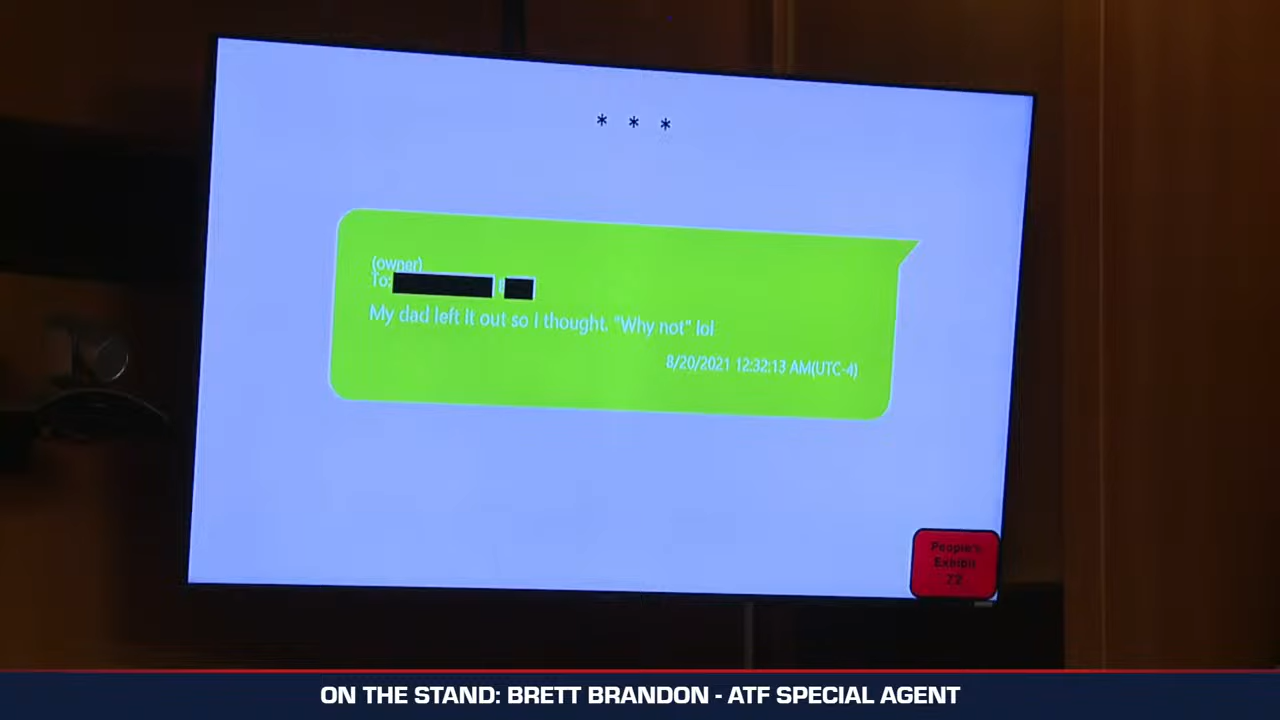 * * *
(owner)
To:
My dad left it out so I thought. "Why not" lol
8/20/2021 12:32:13 AM(UTC-4)
People's
Exhibit
22
ON THE STAND: BRETT BRANDON - ATF SPECIAL AGENT